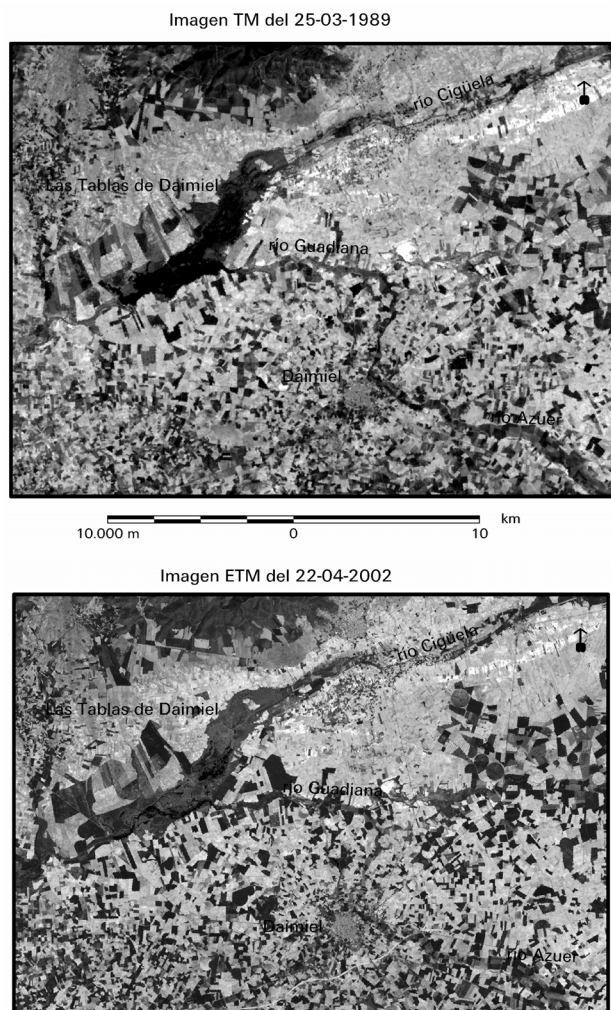 Imagen TM del 25-03-1989
río Cigüela
Las Tablas de Daimiel
río Guadiana
Daimiel
río Azuer
10.000 m 0 10 km
Imagen ETM del 22-04-2002
río Cigüela
Las Tablas de Daimiel
río Guadiana
Daimiel
río Azuer